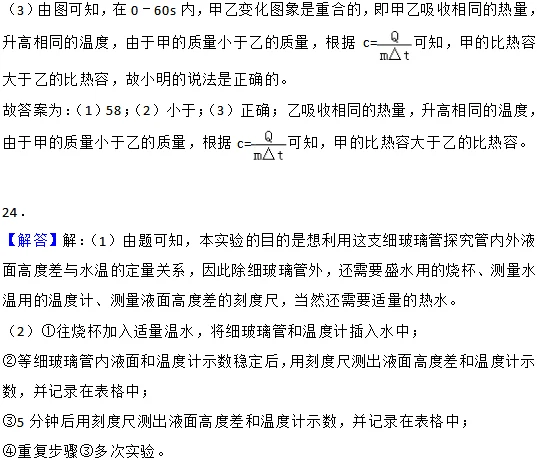 （3）由图可知，在 0﹣60s 内，甲乙变化图象是重合的，即甲乙吸收相同的热量，
升高相同的温度，由于甲的质量小于乙的质量，根据 c=Q/m△t可知，甲的比热容
大于乙的比热容，故小明的说法是正确的。
故答案为：（1）58；（2）小于；（3）正确；乙吸收相同的热量，升高相同的温度，
由于甲的质量小于乙的质量，根据 c=Q/m△t可知，甲的比热容大于乙的比热容。
24．
【解答】解：（1）由题可知，本实验的目的是想利用这支细玻璃管探究管内外液
面高度差与水温的定量关系，因此除细玻璃管外，还需要盛水用的烧杯、测量水
温用的温度计、测量液面高度差的刻度尺，当然还需要适量的热水。
（2）①往烧杯加入适量温水，将细玻璃管和温度计插入水中；
②等细玻璃管内液面和温度计示数稳定后，用刻度尺测出液面高度差和温度计示
数，并记录在表格中；
③5 分钟后用刻度尺测出液面高度差和温度计示数，并记录在表格中；
④重复步骤③多次实验。